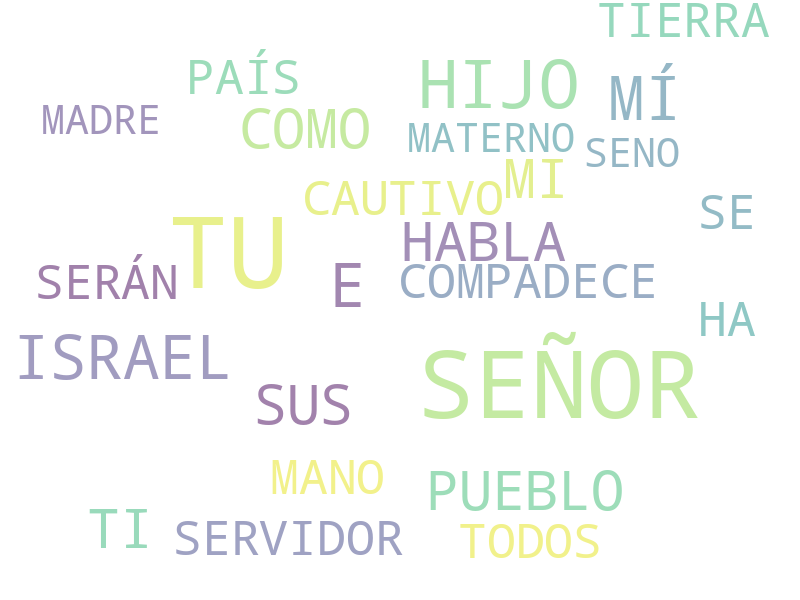 TIERRA
PAÍS HIJO MÍ
MADRE COMO MATERNO SENO
CAUTIVO MI SE
TU HABLA
SERÁN E COMPADECE
HA
ISRAEL SEÑOR
SUS
MANO PUEBLO
TI SERVIDOR TODOS